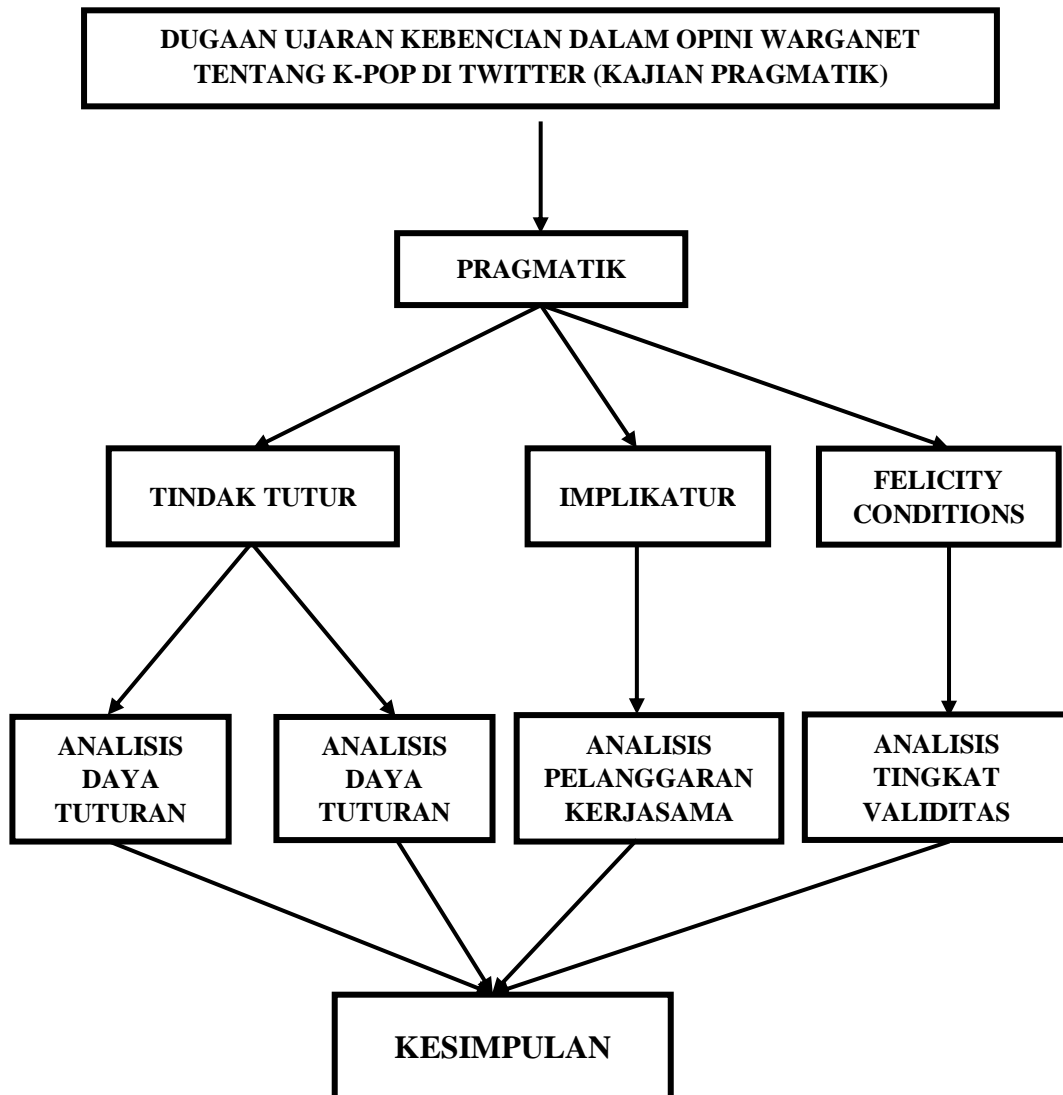 DUGAAN UJARAN KEBENCIAN DALAM OPINI WARGANET
TENTANG K-POP DI TWITTER (KAJIAN PRAGMATIK)
PRAGMATIK
TINDAK TUTUR
IMPLIKATUR
FELICITY
CONDITIONS
ANALISIS
DAYA
TUTURAN
ANALISIS
DAYA
TUTURAN
ANALISIS
PELANGGARAN
KERJASAMA
ANALISIS
TINGKAT
VALIDITAS
KESIMPULAN